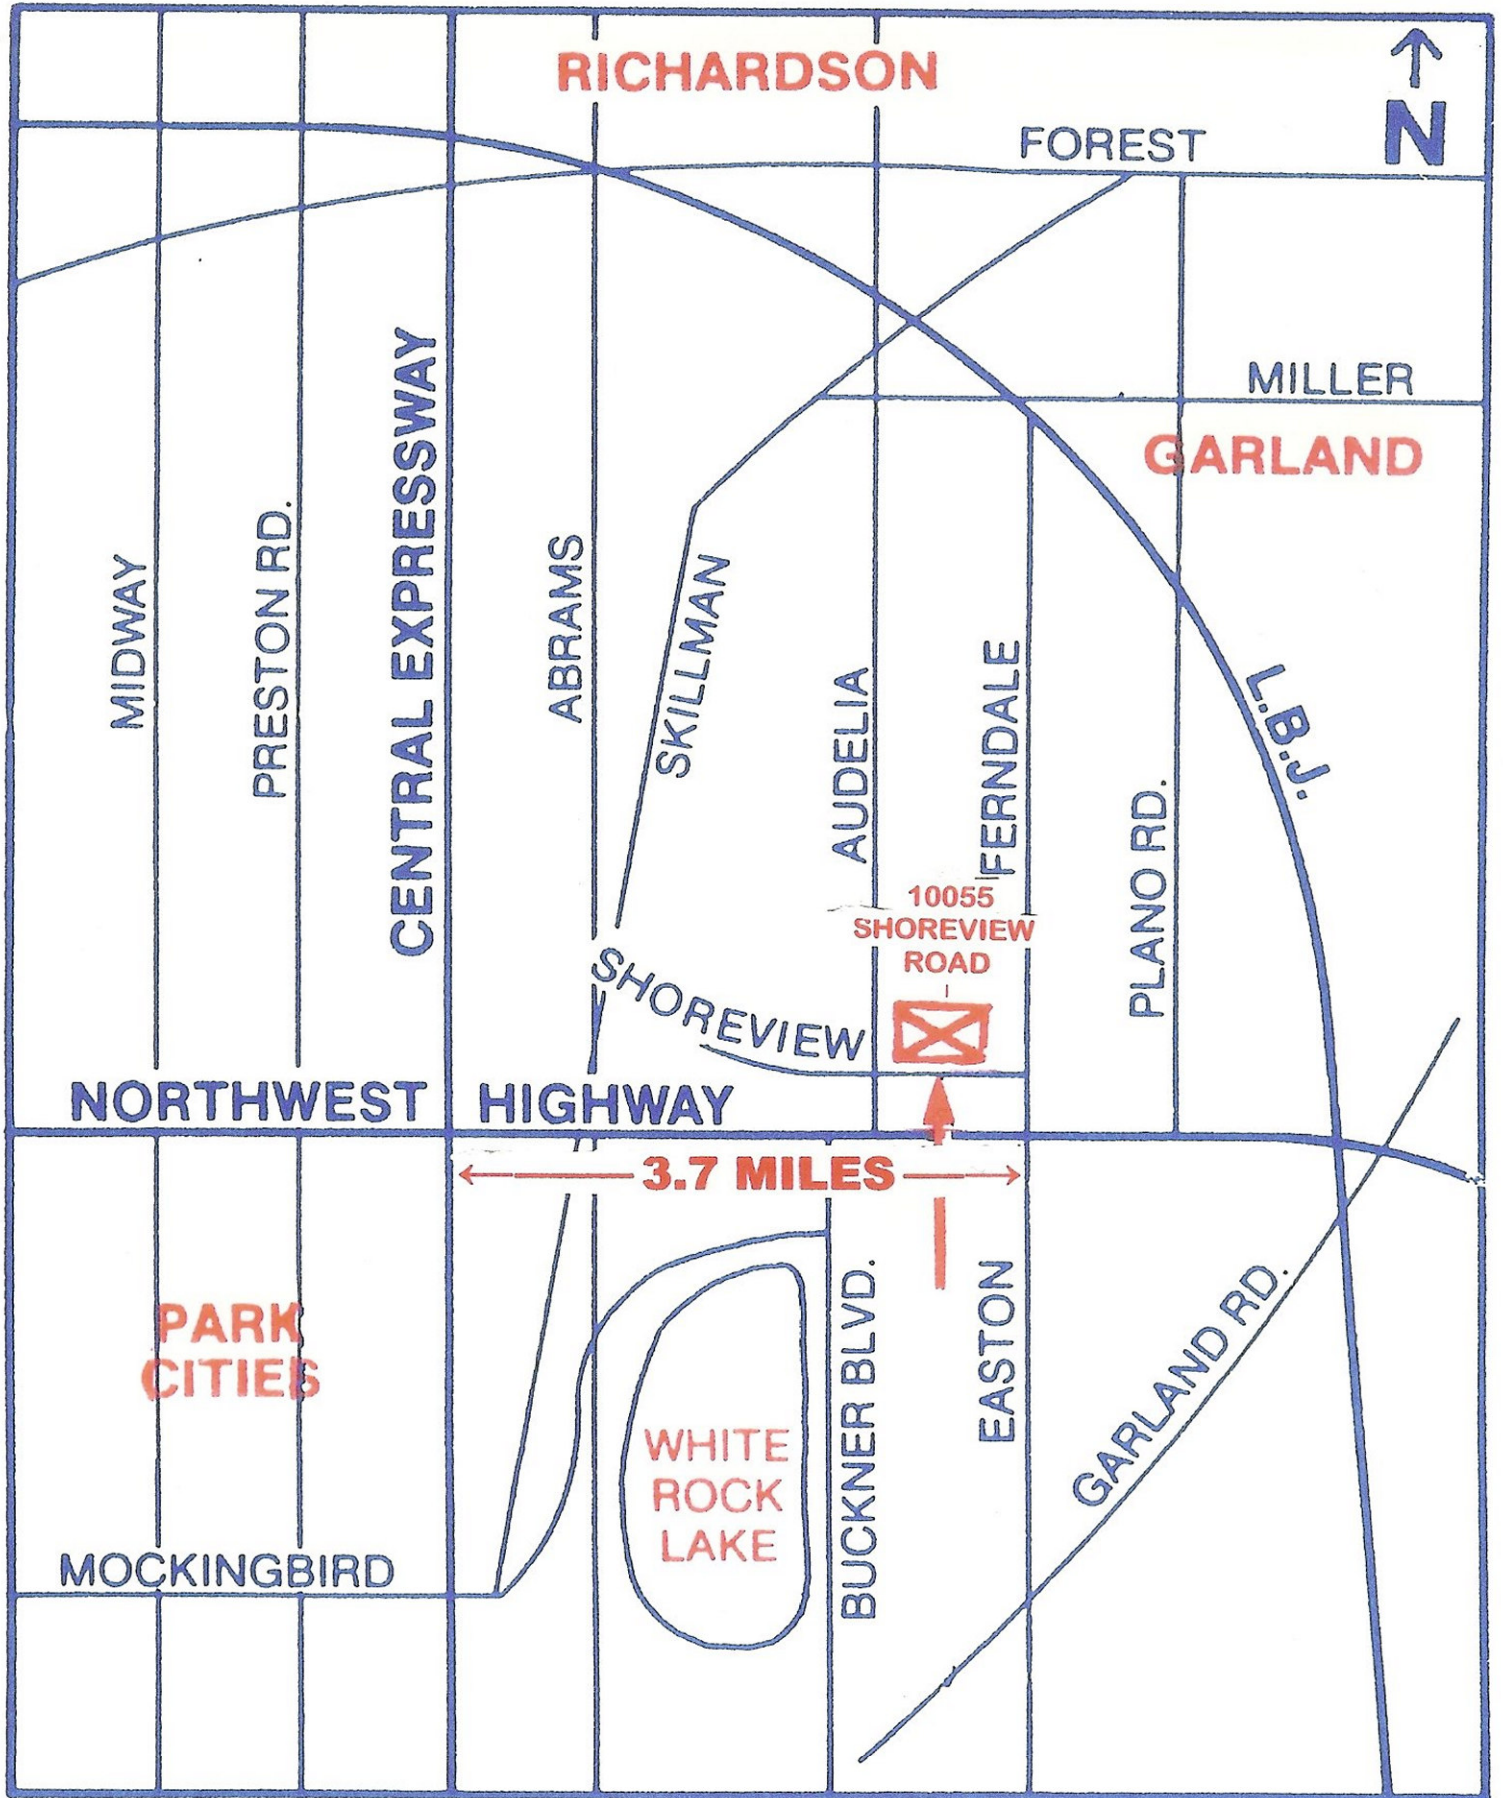 RICHARDSON
N
FOREST
MILLER
GARLAND
MIDWAY
PRESTON RD.
CENTRAL EXPRESSWAY
ABRAMS
SKILLMAN
AUDELIA
FERNDALE
PLANO RD.
L.B.J.
10055
SHOREVIEW
ROAD
SHOREVIEW
NORTHWEST HIGHWAY
3.7 MILES
PARK
CITIES
WHITE
ROCK
LAKE
BUCKNER BLVD.
EASTON
GARLAND RD.
MOCKINGBIRD